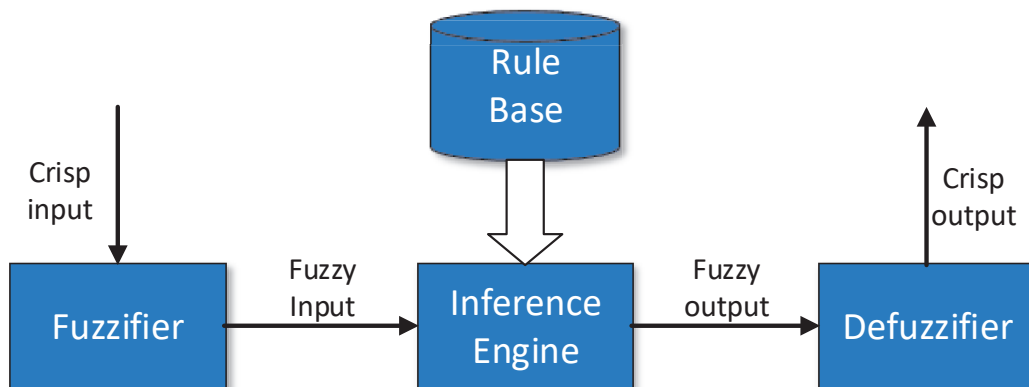 Rule
Base
Crisp
input
Crisp
output
Fuzzifier
Fuzzy
Input
Inference
Engine
Fuzzy
output
Defuzzifier